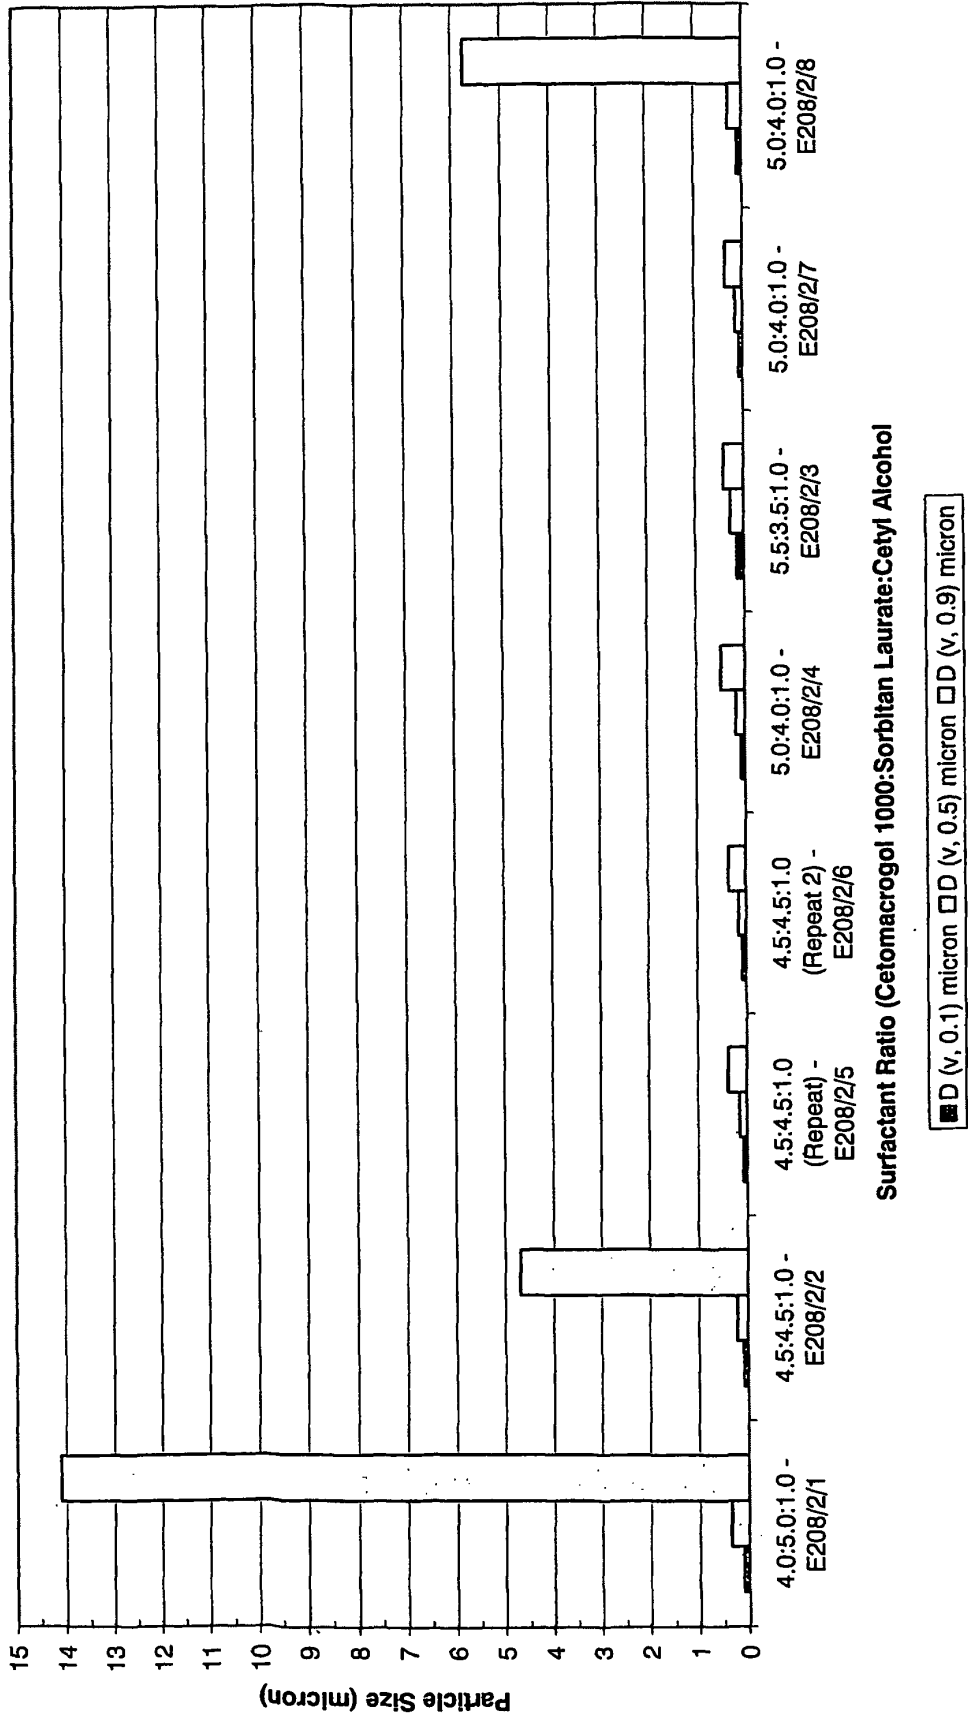 15
14
13
12
11
10
9
8
7
6
5
4
3
2
1
0
Particle Size (micron)
4.0:5.0:1.0 -
E208/2/1
4.5:4.5:1.0 -
E208/2/2
4.5:4.5:1.0
(Repeat) -
E208/2/5
4.5:4.5:1.0
(Repeat 2) -
E208/2/6
5.0:4.0:1.0 -
E208/2/4
5.5:3.5:1.0 -
E208/2/3
5.0:4.0:1.0 -
E208/2/7
5.0:4.0:1.0 -
E208/2/8
Surfactant Ratio (Cetomacrogol 1000:Sorbitan Laurate:Cetyl Alcohol
D (v, 0.1) micron D (v, 0.5) micron D (v, 0.9) micron